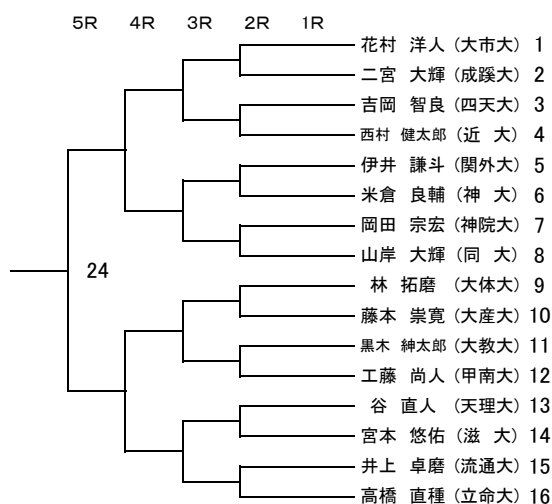 5R 4R 3R 2R 1R
花村 洋人 (大市大) 1
二宮 大輝 (成蹊大) 2
吉岡 智良 (四天大) 3
西村 健太郎 (近 大) 4
伊井 謙斗 (関外大) 5
米倉 良輔 (神 大) 6
岡田 宗宏 (神院大) 7
山岸 大輝 (同 大) 8
24
林 拓磨 (大体大) 9
藤本 崇寛 (大産大) 10
黒木 紳太郎 (大教大) 11
工藤 尚人 (甲南大) 12
谷 直人 (天理大) 13
宮本 悠佑 (滋 大) 14
井上 卓磨 (流通大) 15
高橋 直種 (立命大) 16